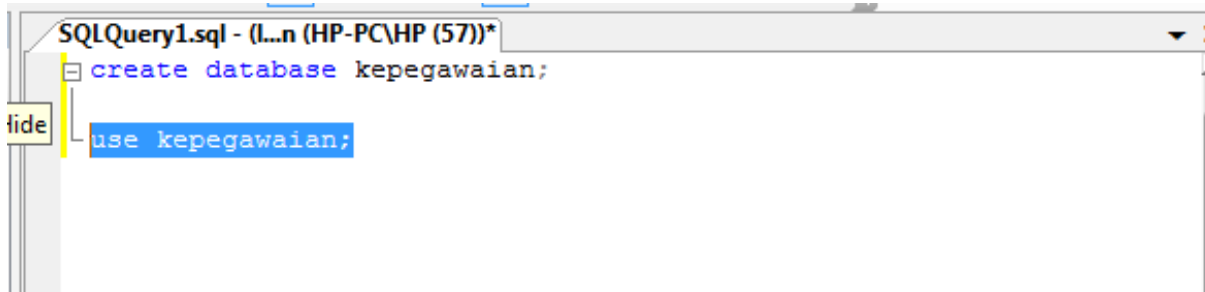 SQLQuery1.sql - (l...n (HP-PC\HP (57))*
create database kepegawaian;
Hide
use kepegawaian;